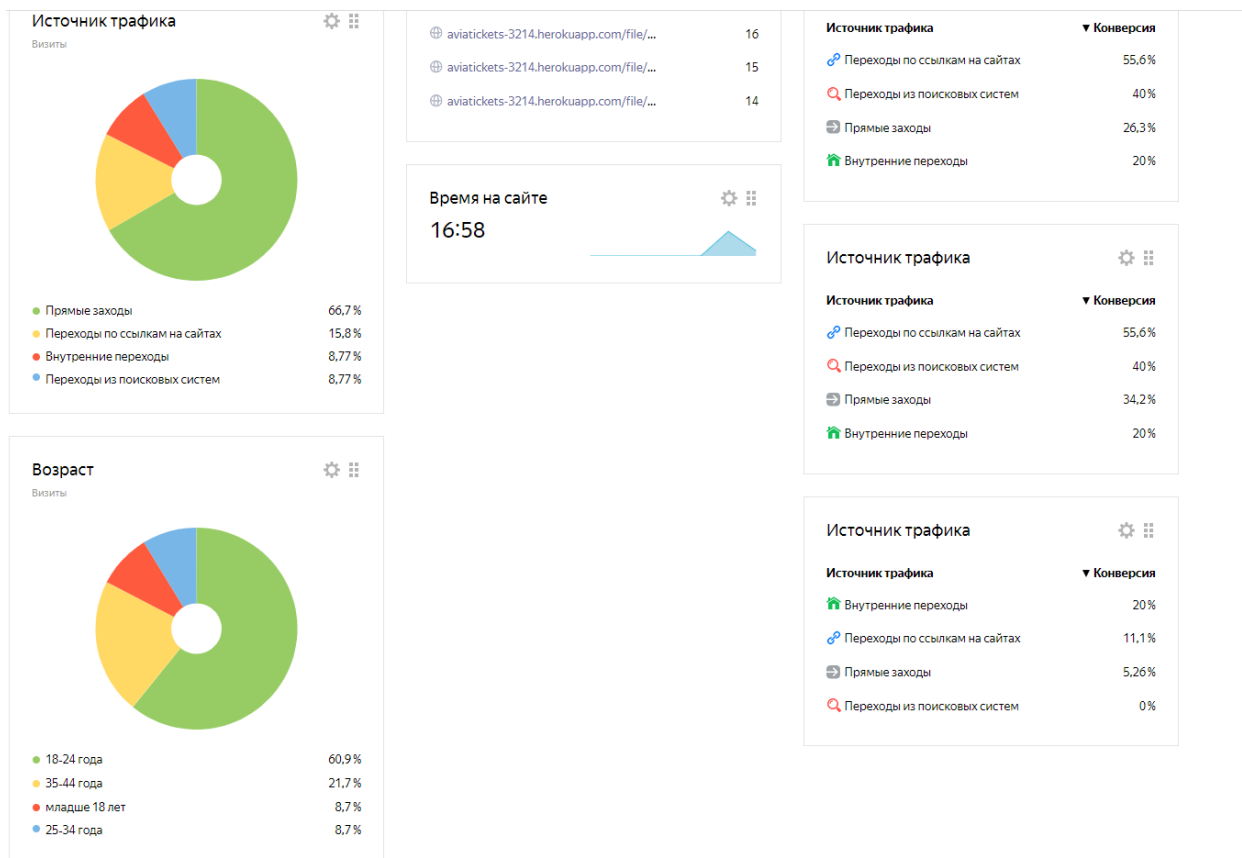 Источник трафика
Визиты
Прямые заходы 66,7 %
Переходы по ссылкам на сайтах 15,8 %
Внутренние переходы 8,77 %
Переходы из поисковых систем 8,77 %
Возраст
Визиты
18-24 года 60,9 %
35-44 года 21,7 %
младше 18 лет 8,7 %
25-34 года 8,7 %
aviatickets-3214.herokuapp.com/file/... 16
aviatickets-3214.herokuapp.com/file/... 15
aviatickets-3214.herokuapp.com/file/... 14
Время на сайте
16:58
Источник трафика ▼ Конверсия
Переходы по ссылкам на сайтах 55,6 %
Переходы из поисковых систем 40 %
Прямые заходы 26,3 %
Внутренние переходы 20 %
Источник трафика
Источник трафика ▼ Конверсия
Переходы по ссылкам на сайтах 55,6 %
Переходы из поисковых систем 40 %
Прямые заходы 34,2 %
Внутренние переходы 20 %
Источник трафика
Источник трафика ▼ Конверсия
Внутренние переходы 20 %
Переходы по ссылкам на сайтах 11,1 %
Прямые заходы 5,26 %
Переходы из поисковых систем 0 %